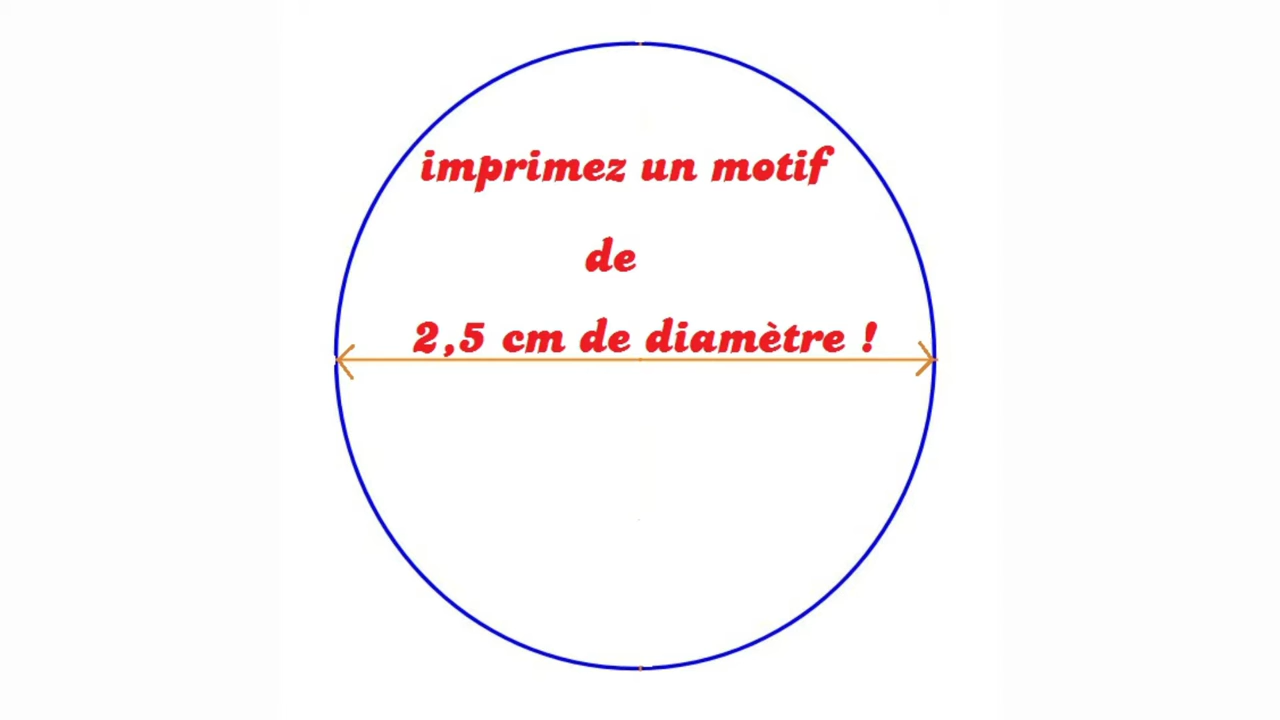 imprimez un motif
de
2,5 cm de diamètre !